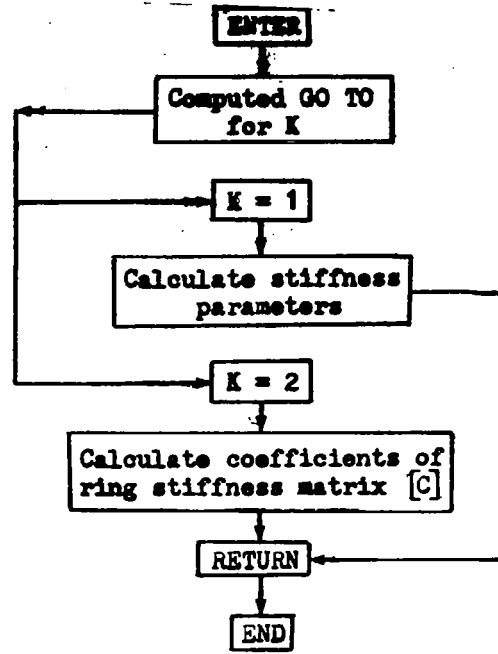 ENTER
Computed GO TO
for K
K = 1
Calculate stiffness
parameters
K = 2
Calculate coefficients of
ring stiffness matrix [C]
RETURN
END